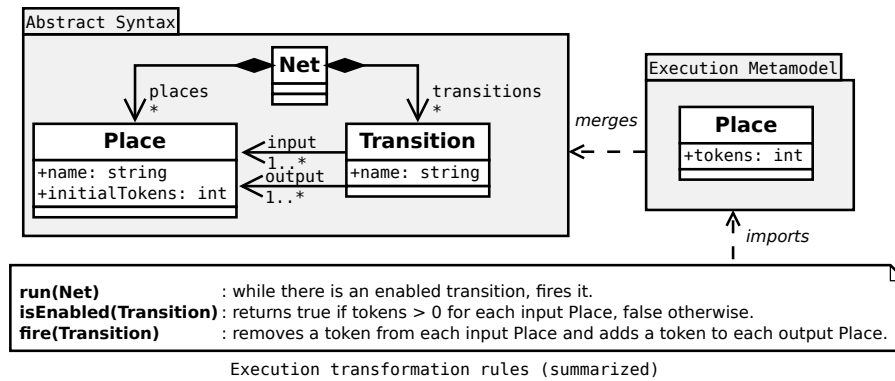 Abstract Syntax
Net
places
*
transitions
*
Place
+name: string
+initialTokens: int
input
1..*
output
1..*
Transition
+name: string
merges
Execution Metamodel
Place
+tokens: int
imports
run(Net) : while there is an enabled transition, fires it.
isEnabled(Transition) : returns true if tokens > 0 for each input Place, false otherwise.
fire(Transition) : removes a token from each input Place and adds a token to each output Place.
Execution transformation rules (summarized)